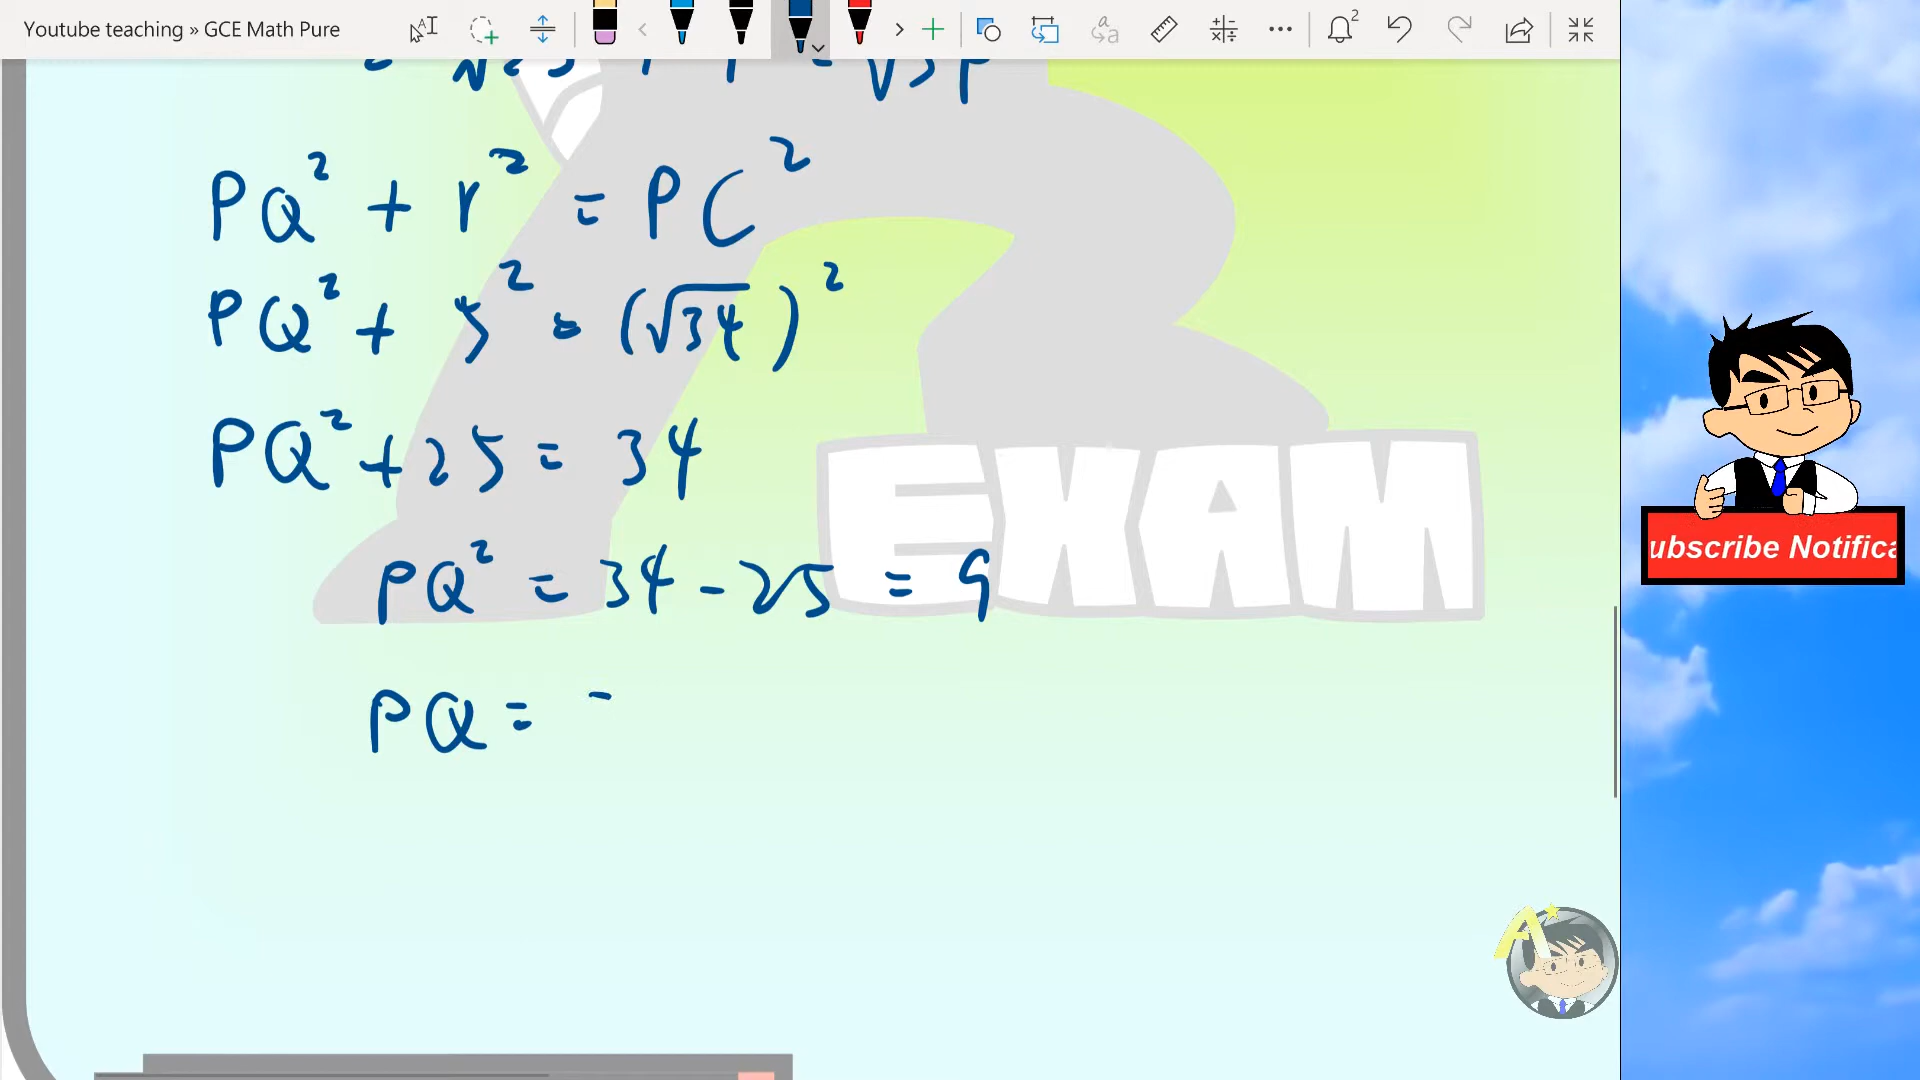 Youtube teaching » GCE Math Pure
PQ² + r² = PC²
PQ² + 5² = (√34)²
PQ² + 25 = 34
PQ² = 34 - 25 = 9
PQ =
EXAM
ubscribe Notific
A